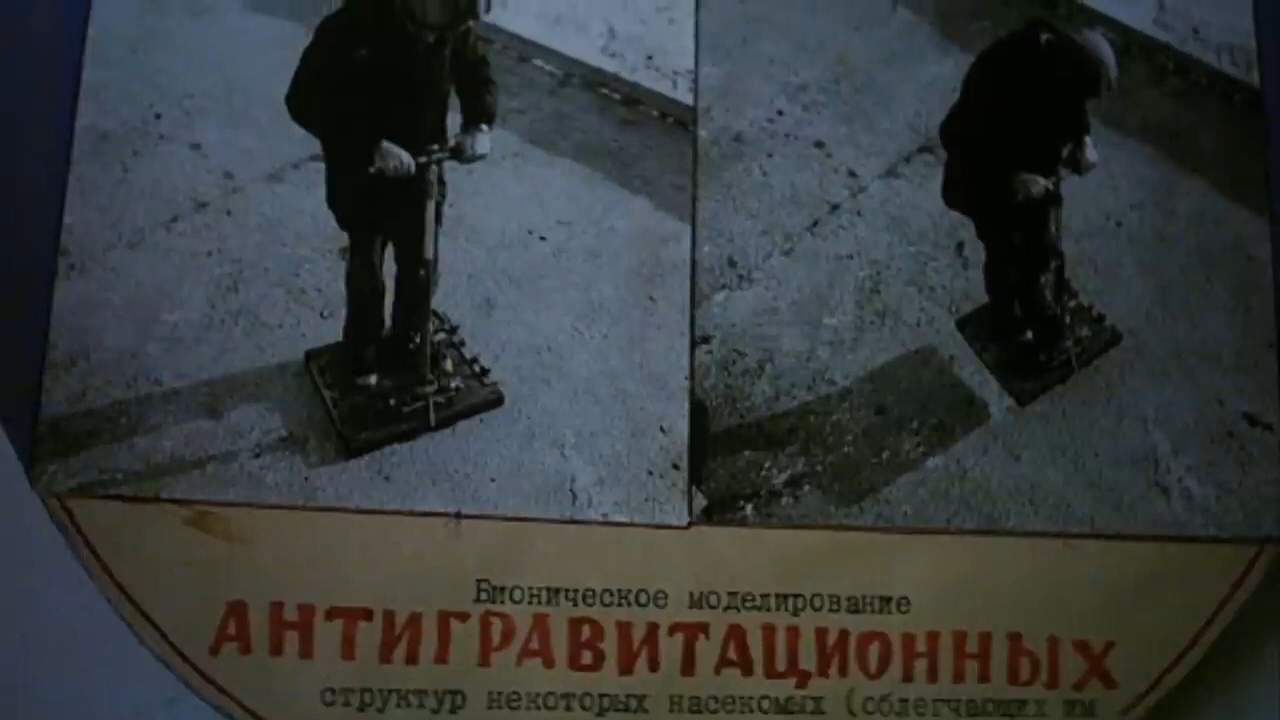 Бионическое моделирование
АНТИГРАВИТАЦИОННЫХ
структур некоторых насекомых (облегчающих им